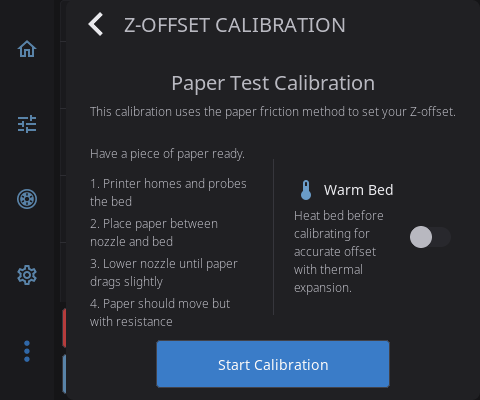 Z-OFFSET CALIBRATION
Paper Test Calibration
This calibration uses the paper friction method to set your Z-offset.
Have a piece of paper ready.
1. Printer homes and probes
the bed
2. Place paper between
nozzle and bed
3. Lower nozzle until paper
drags slightly
4. Paper should move but
with resistance
Warm Bed
Heat bed before
calibrating for
accurate offset
with thermal
expansion.
Start Calibration